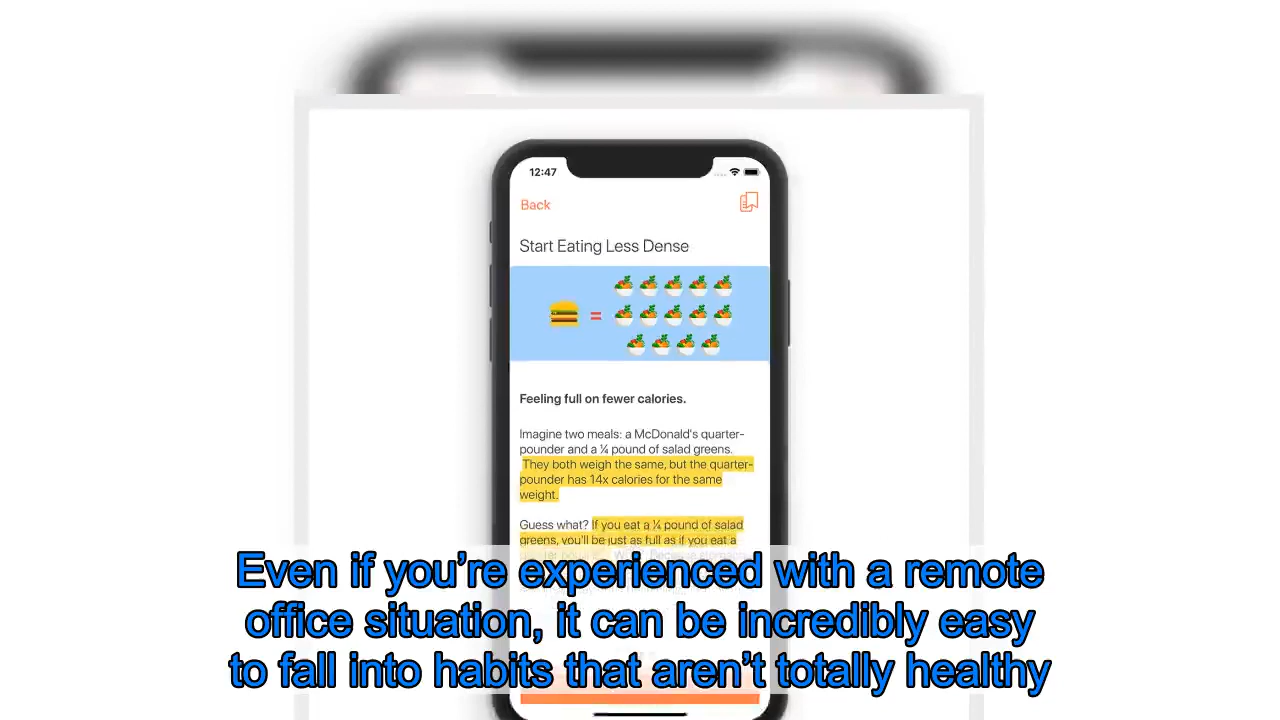 12:47
Back
Start Eating Less Dense
=
Feeling full on fewer calories.
Imagine two meals: a McDonald's quarter-
pounder and a ¼ pound of salad greens.
They both weigh the same, but the quarter-
pounder has 14x calories for the same
weight.
Guess what? If you eat a ¼ pound of salad
greens, you'll be just as full as if you eat a
Even if you’re experienced with a remote
office situation, it can be incredibly easy
to fall into habits that aren’t totally healthy